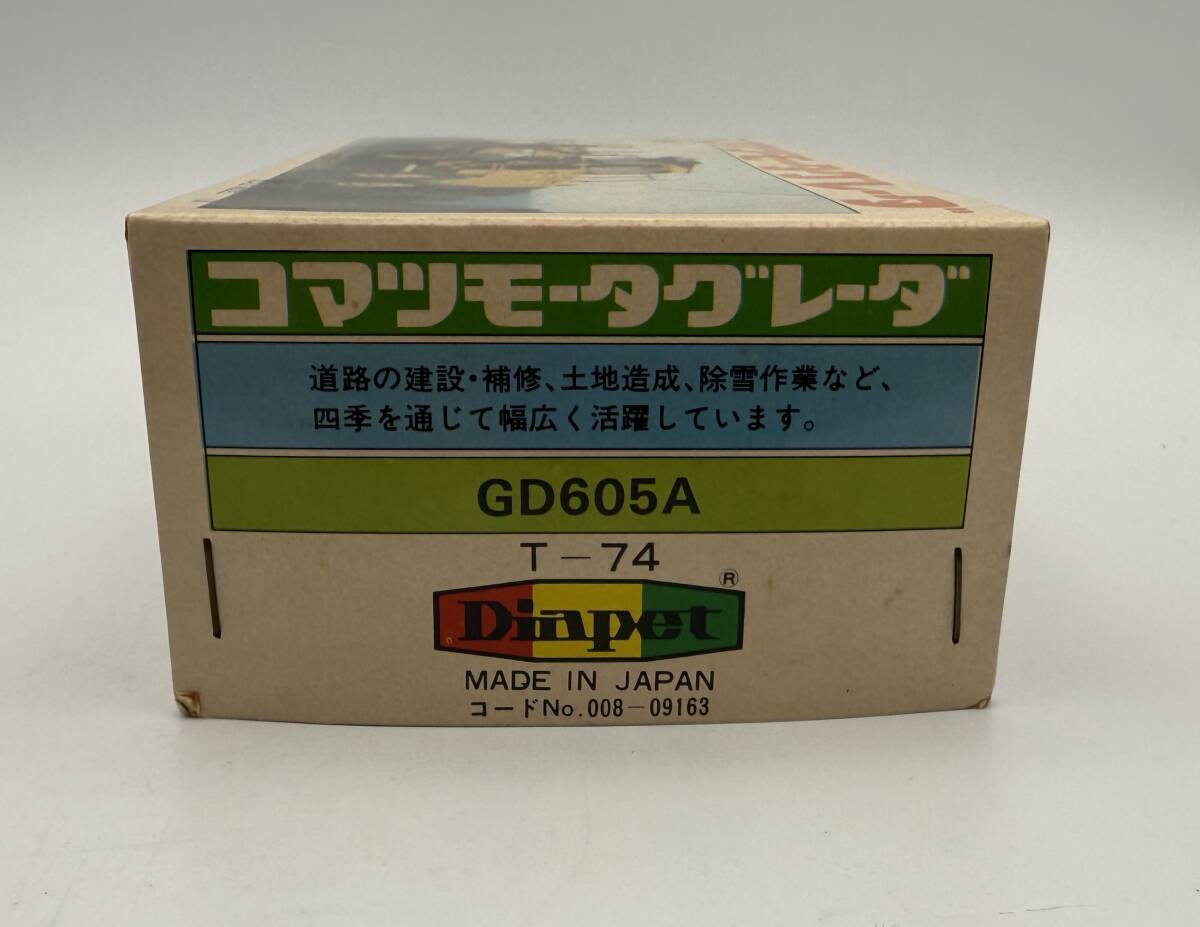 コマツモータグレーダ
道路の建設・補修、土地造成、除雪作業など、
四季を通じて幅広く活躍しています。
GD605A
T－74
®
Diapet
MADE IN JAPAN
コードNo.008－09163